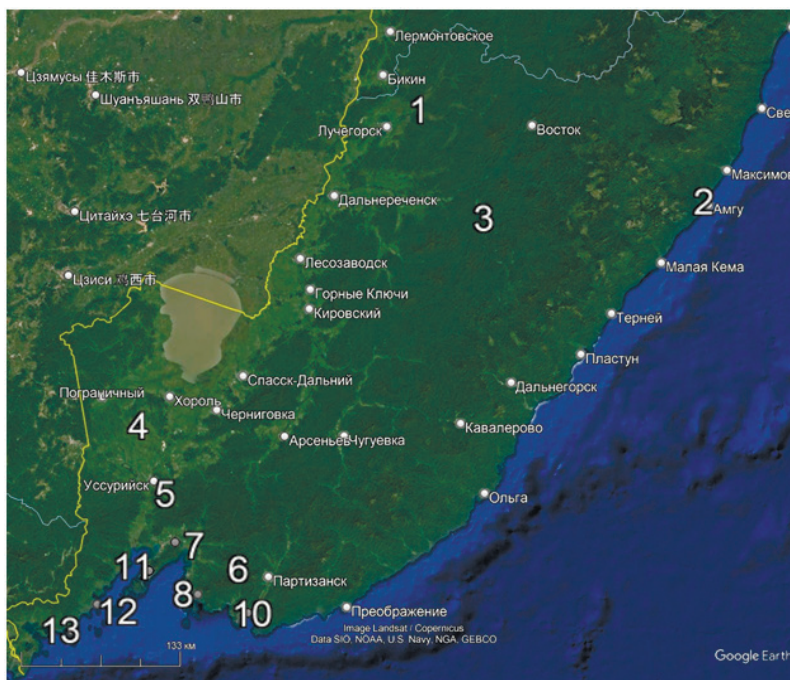 Лермонтовское
Цзямусы 佳木斯市
Бикин
Шуанъяшань 双鸭山市
1
Све
Лучегорск
Восток
Максимов
Дальнереченск
2
Амгу
Цитайхэ 七台河市
3
Лесозаводск
Малая Кема
Цзиси 鸡西市
Горные Ключи
Кировский
Терней
Пластун
Спасск-Дальний
Дальнегорск
Пограничный
Хороль
Черниговка
4
Кавалерово
Арсеньев
Чугуевка
Уссурийск
5
Ольга
7
11
6
Партизанск
8
12
10
Преображение
13
133 км
Image Landsat / Copernicus
Data SIO, NOAA, U.S. Navy, NGA, GEBCO
Google Earth